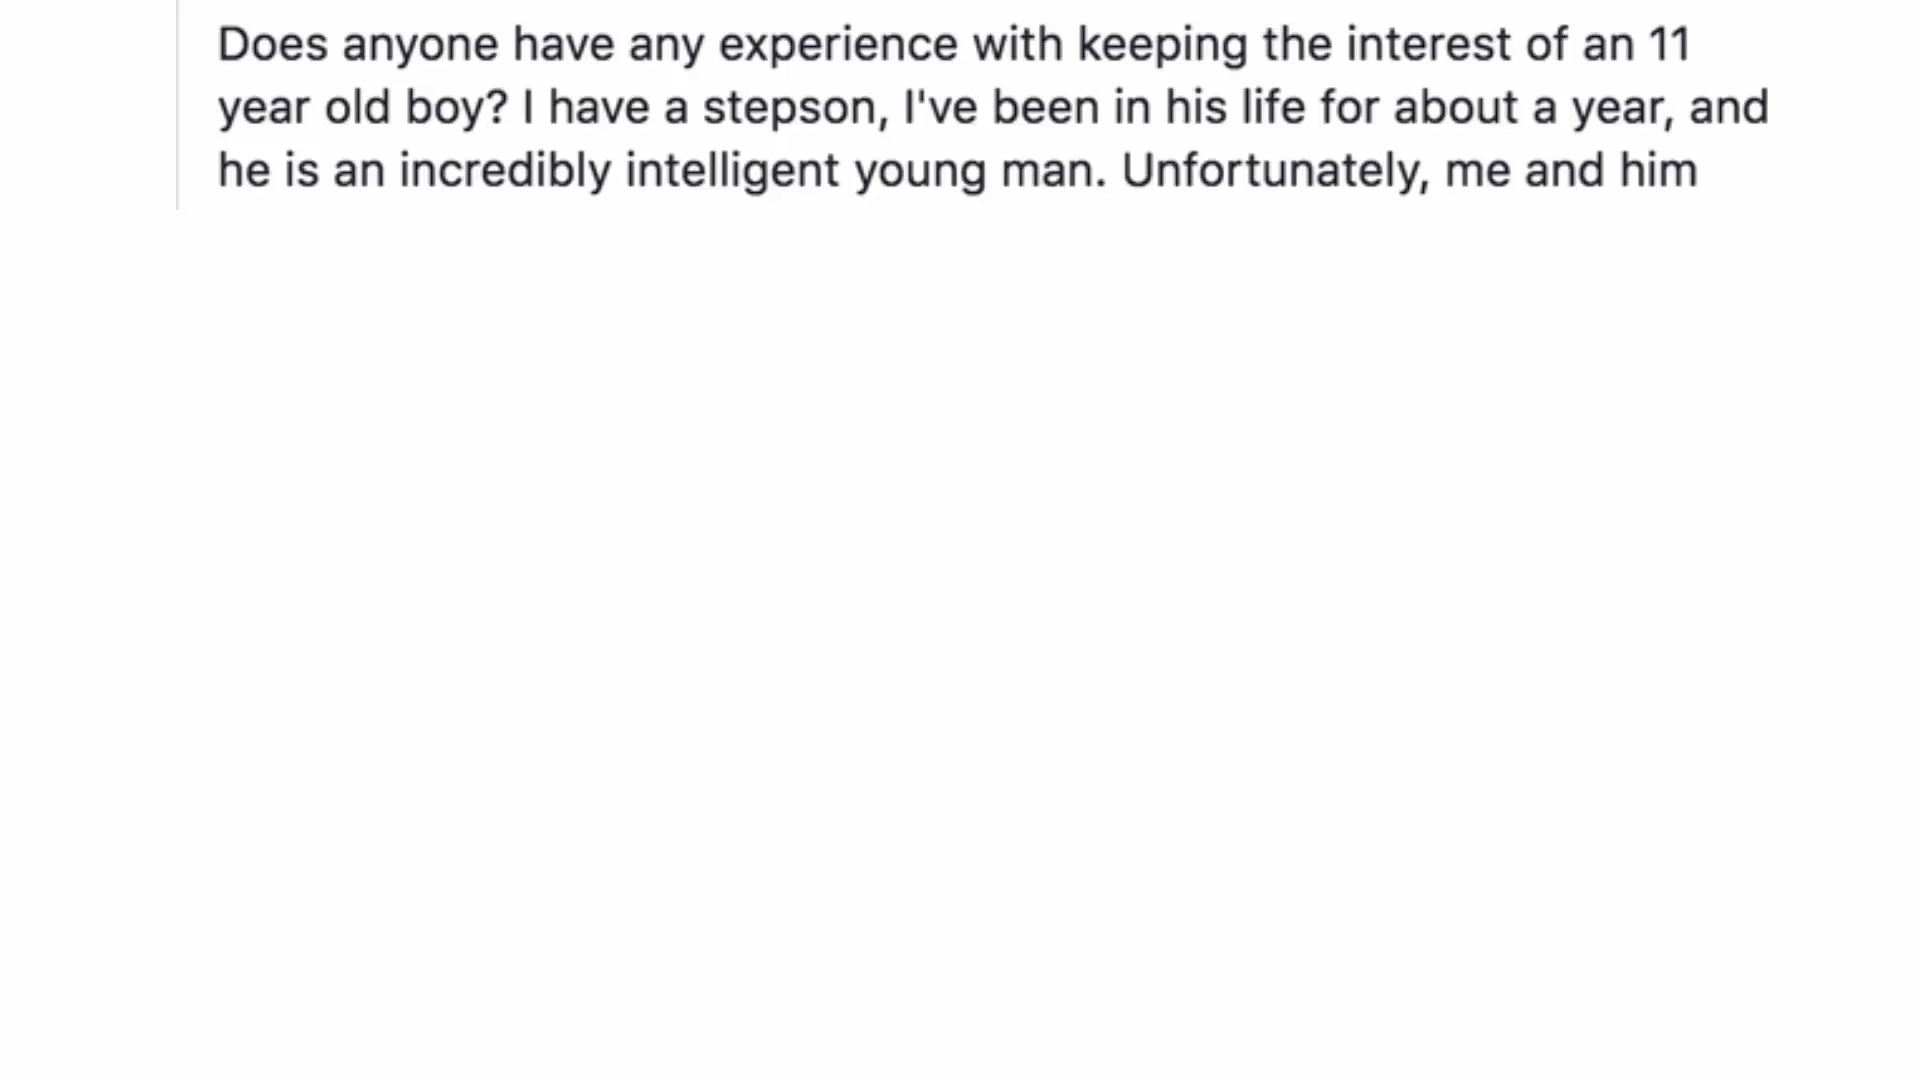 Does anyone have any experience with keeping the interest of an 11
year old boy? I have a stepson, I've been in his life for about a year, and
he is an incredibly intelligent young man. Unfortunately, me and him